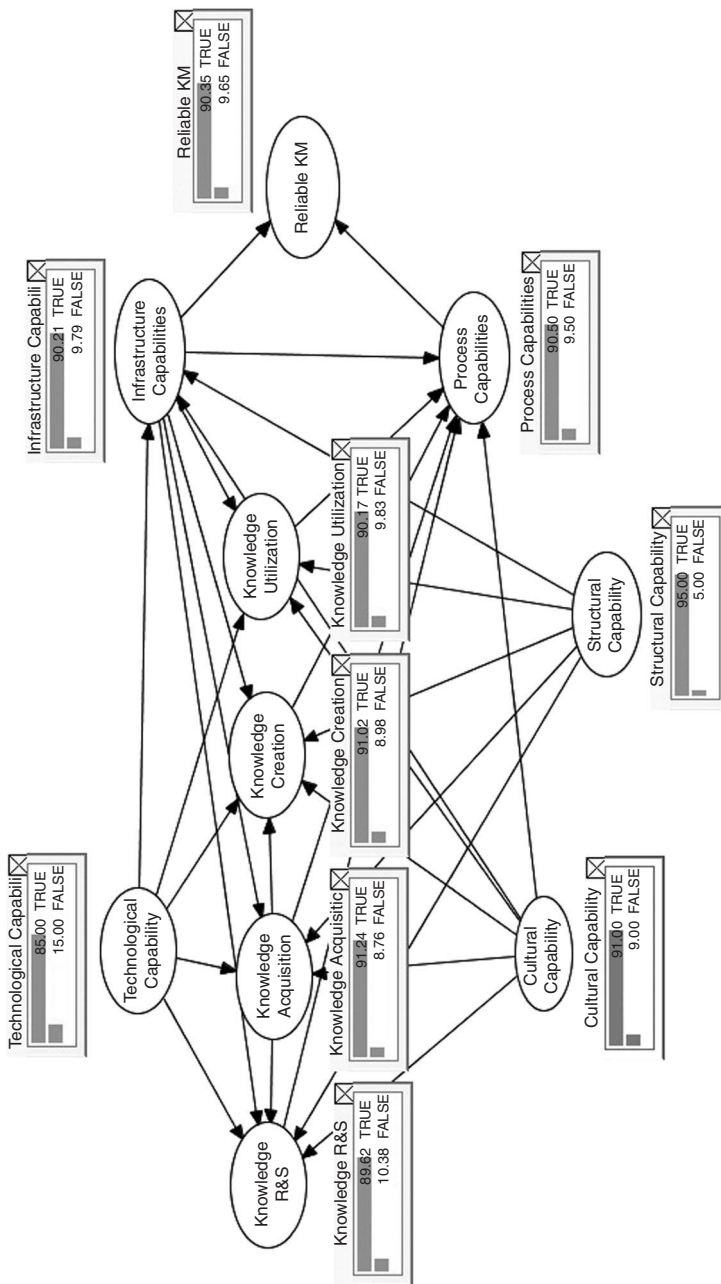 Technological Capabili
85.00 TRUE
15.00 FALSE
Infrastructure Capabili
90.21 TRUE
9.79 FALSE
Reliable KM
90.35 TRUE
9.65 FALSE
Technological
Capability
Infrastructure
Capabilities
Reliable KM
Knowledge
R&S
Knowledge
Acquisition
Knowledge
Creation
Knowledge
Utilization
Process
Capabilities
Knowledge R&S
89.62 TRUE
10.38 FALSE
Knowledge Acquisitic
91.24 TRUE
8.76 FALSE
Knowledge Creation
91.02 TRUE
8.98 FALSE
Knowledge Utilization
90.17 TRUE
9.83 FALSE
Process Capabilities
90.50 TRUE
9.50 FALSE
Cultural
Capability
Structural
Capability
Cultural Capability
91.00 TRUE
9.00 FALSE
Structural Capability
95.00 TRUE
5.00 FALSE